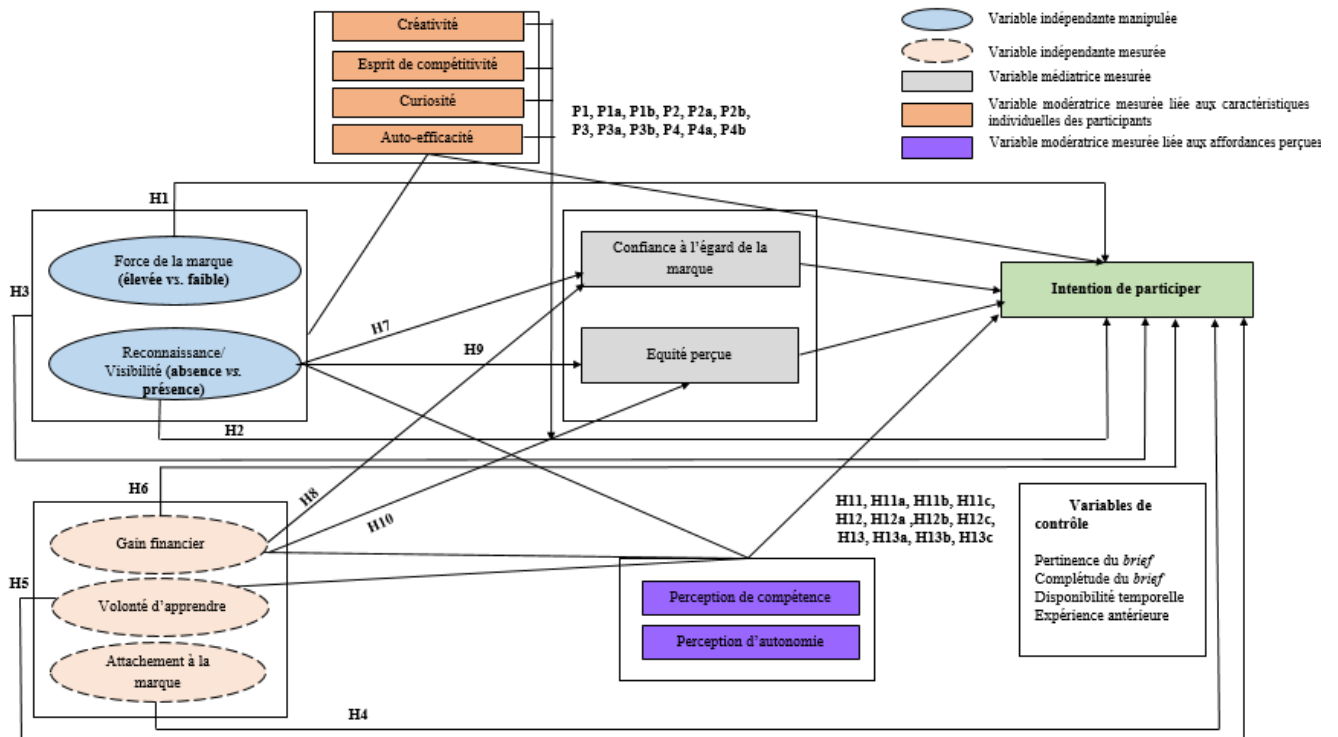 Créativité
Esprit de compétitivité
Curiosité
Auto-efficacité
P1, P1a, P1b, P2, P2a, P2b,
P3, P3a, P3b, P4, P4a, P4b
Variable indépendante manipulée
Variable indépendante mesurée
Variable médiatrice mesurée
Variable modératrice mesurée liée aux caractéristiques
individuelles des participants
Variable modératrice mesurée liée aux affordances perçues
H1
Force de la marque
(élevée vs. faible)
H3
Reconnaissance/
Visibilité (absence vs.
présence)
H2
H7
H9
Confiance à l'égard de la
marque
Equité perçue
Intention de participer
H6
Gain financier
H5
Volonté d'apprendre
Attachement à la
marque
H4
H8
H10
Perception de compétence
Perception d'autonomie
H11, H11a, H11b, H11c,
H12, H12a ,H12b, H12c,
H13, H13a, H13b, H13c
Variables de
contrôle
Pertinence du brief
Complétude du brief
Disponibilité temporelle
Expérience antérieure